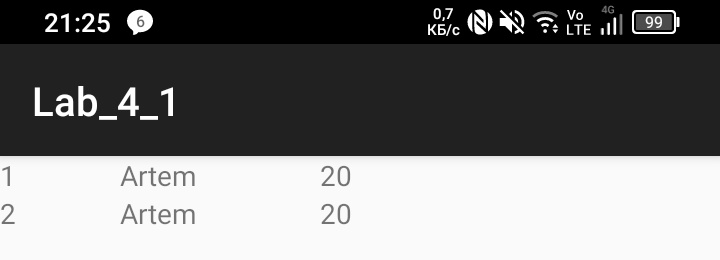 21:25 6 0,7 КБ/с Vo LTE 4G 99
Lab_4_1
1 Artem 20
2 Artem 20